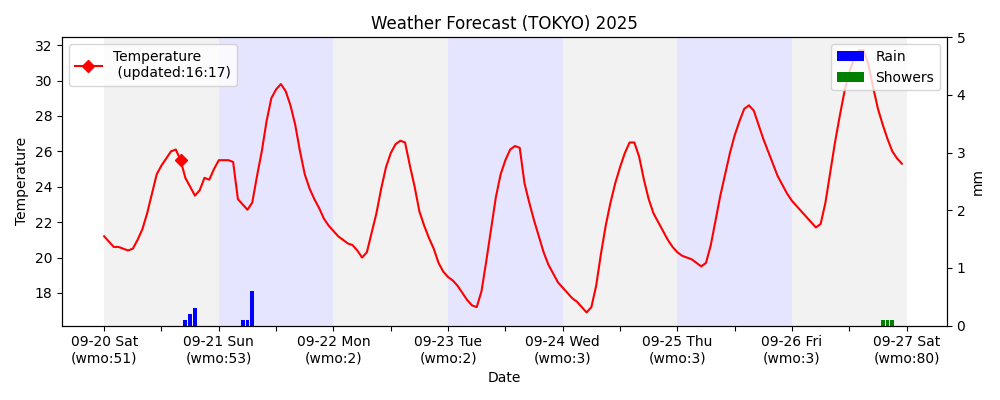 Weather Forecast (TOKYO) 2025
Temperature
(updated:16:17)
Rain
Showers
Temperature
32
30
28
26
24
22
20
18
5
4
3
2
1
0
mm
09-20 Sat 09-21 Sun 09-22 Mon 09-23 Tue 09-24 Wed 09-25 Thu 09-26 Fri 09-27 Sat
(wmo:51) (wmo:53) (wmo:2) (wmo:2) (wmo:3) (wmo:3) (wmo:3) (wmo:80)
Date